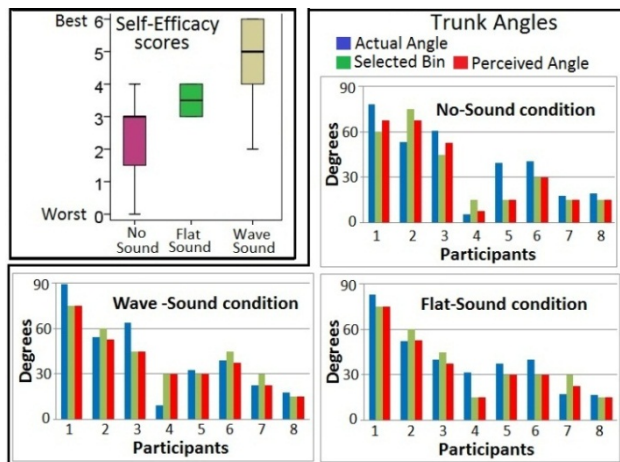 Best
6
Self-Efficacy
scores
5
4
3
2
1
Worst
0
No
Sound
Flat
Sound
Wave
Sound
Trunk Angles
Actual Angle
Selected Bin
Perceived Angle
90
No-Sound condition
60
Degrees
30
0
1 2 3 4 5 6 7 8
Participants
90
Wave -Sound condition
60
Degrees
30
0
1 2 3 4 5 6 7 8
Participants
90
Flat-Sound condition
60
Degrees
30
0
1 2 3 4 5 6 7 8
Participants